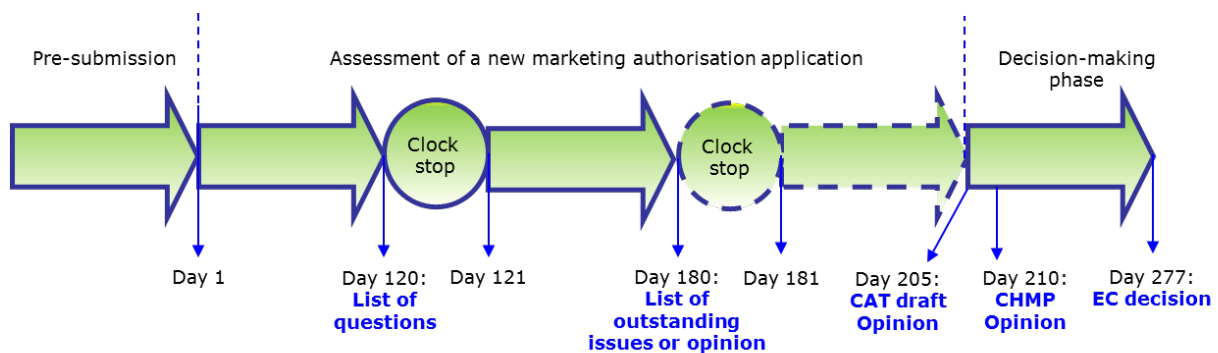 Pre-submission
Assessment of a new marketing authorisation application
Decision-making
phase
Clock
stop
Clock
stop
Day 1
Day 120:
List of
questions
Day 121
Day 180:
List of
outstanding
issues or opinion
Day 181
Day 205:
CAT draft
Opinion
Day 210:
CHMP
Opinion
Day 277:
EC decision